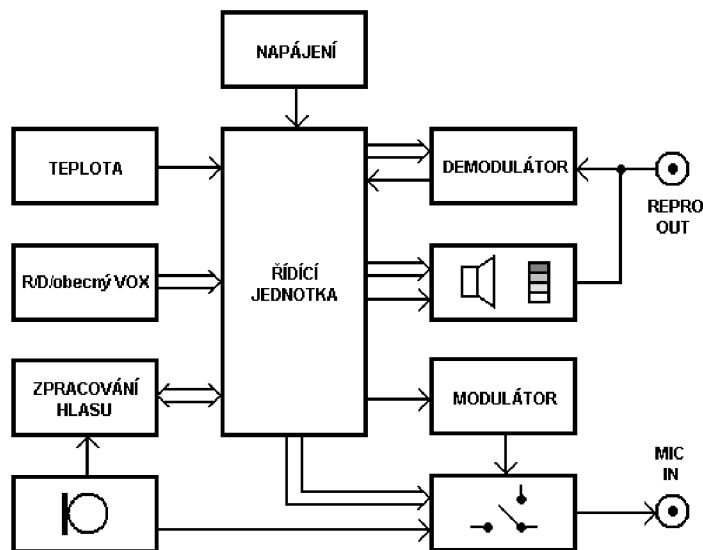 NAPÁJENÍ
TEPLOTA
ŘÍDÍCÍ
JEDNOTKA
DEMODULÁTOR
REPRO
OUT
R/D/obecný VOX
ZPRACOVÁNÍ
HLASU
MODULÁTOR
MIC
IN